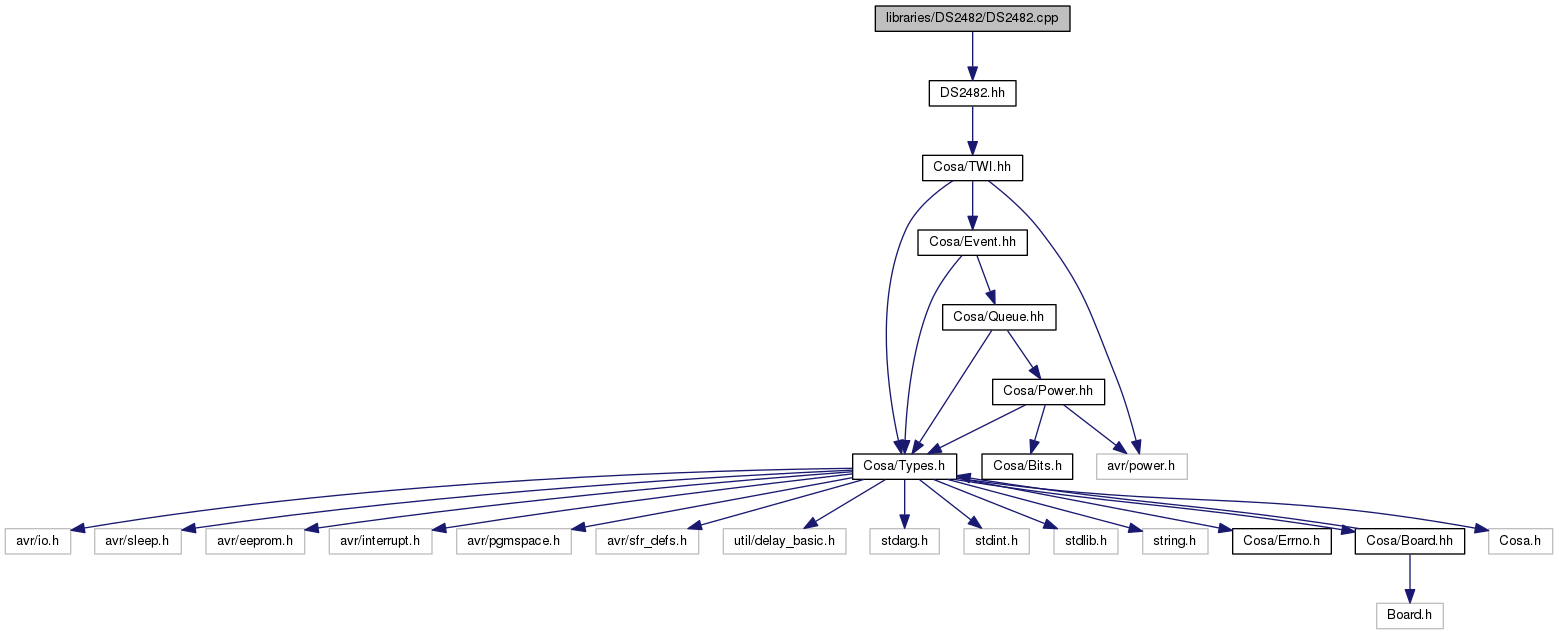 libraries/DS2482/DS2482.cpp
DS2482.hh
Cosa/TWI.hh
Cosa/Event.hh
Cosa/Queue.hh
Cosa/Power.hh
Cosa/Types.h
Cosa/Bits.h
avr/power.h
avr/io.h
avr/sleep.h
avr/eeprom.h
avr/interrupt.h
avr/pgmspace.h
avr/sfr_defs.h
util/delay_basic.h
stdarg.h
stdint.h
stdlib.h
string.h
Cosa/Errno.h
Cosa/Board.hh
Cosa.h
Board.h